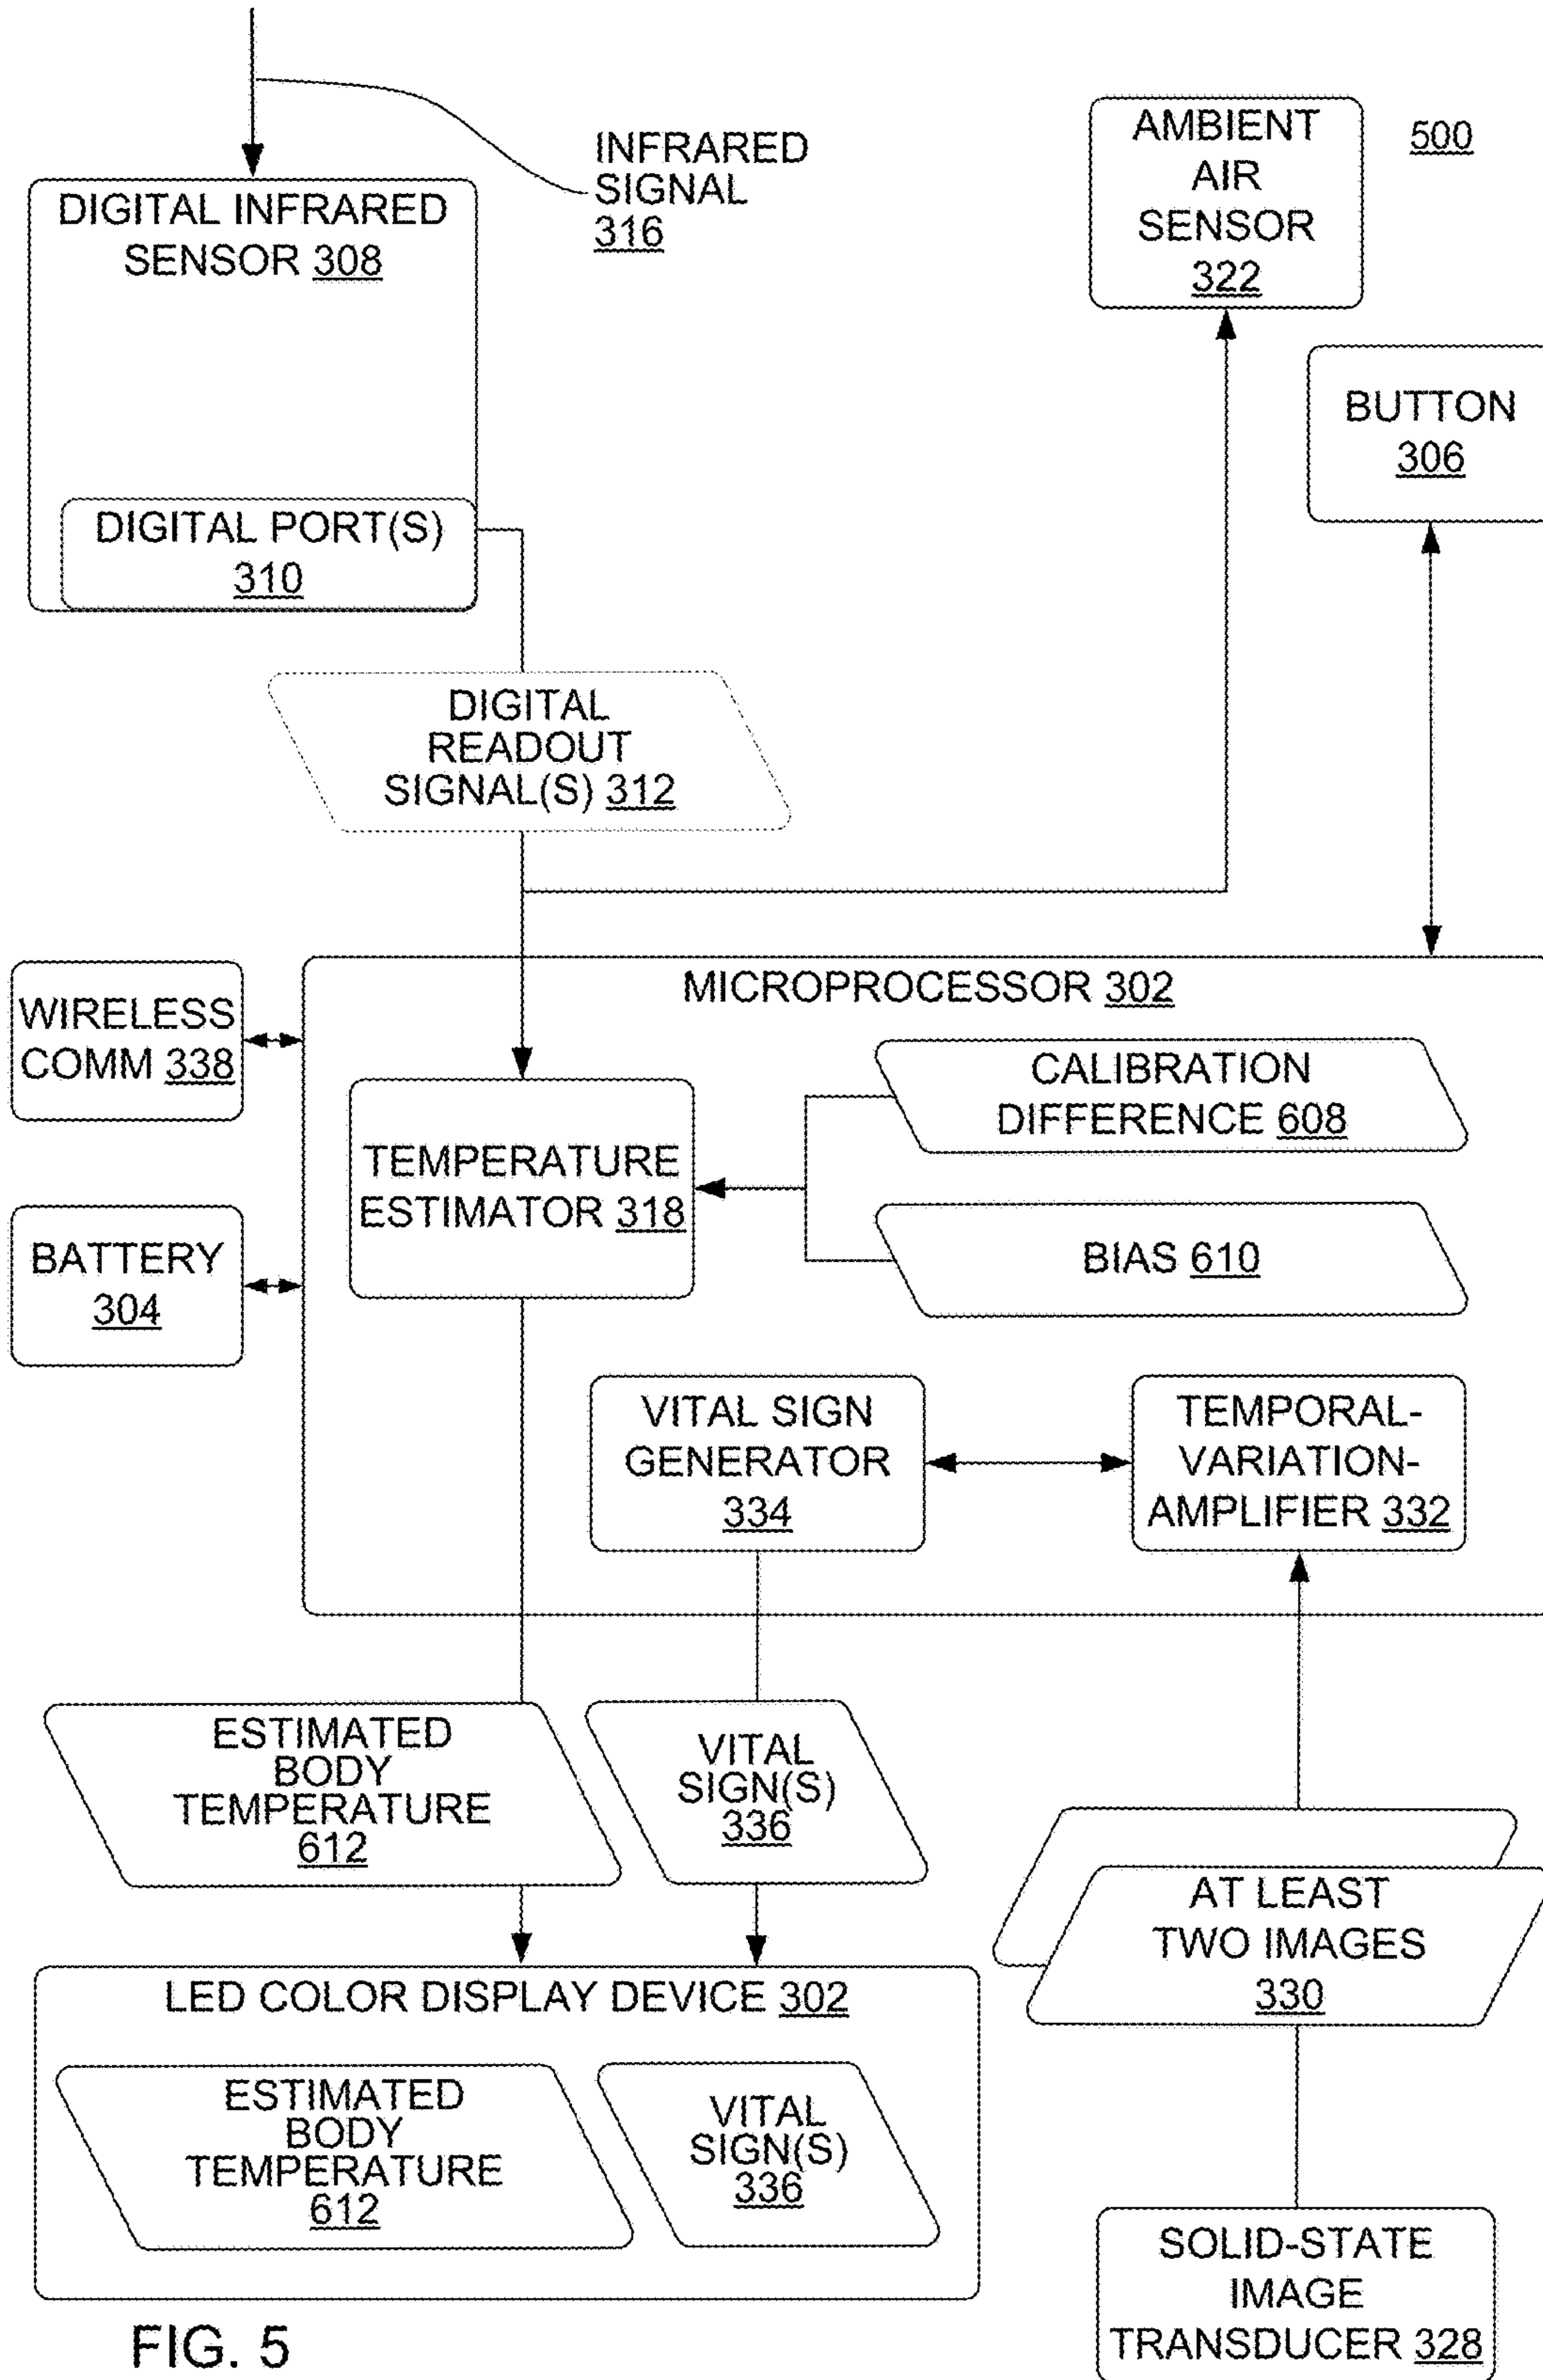 INFRARED
SIGNAL
316
AMBIENT
AIR
SENSOR
322
500
DIGITAL INFRARED
SENSOR 308
BUTTON
306
DIGITAL PORT(S)
310
DIGITAL
READOUT
SIGNAL(S) 312
MICROPROCESSOR 302
WIRELESS
COMM 338
CALIBRATION
DIFFERENCE 608
TEMPERATURE
ESTIMATOR 318
BATTERY
304
BIAS 610
VITAL SIGN
GENERATOR
334
TEMPORAL-
VARIATION-
AMPLIFIER 332
ESTIMATED
BODY
TEMPERATURE
612
VITAL
SIGN(S)
336
AT LEAST
TWO IMAGES
330
LED COLOR DISPLAY DEVICE 302
ESTIMATED
BODY
TEMPERATURE
612
VITAL
SIGN(S)
336
SOLID-STATE
IMAGE
TRANSDUCER 328
FIG. 5